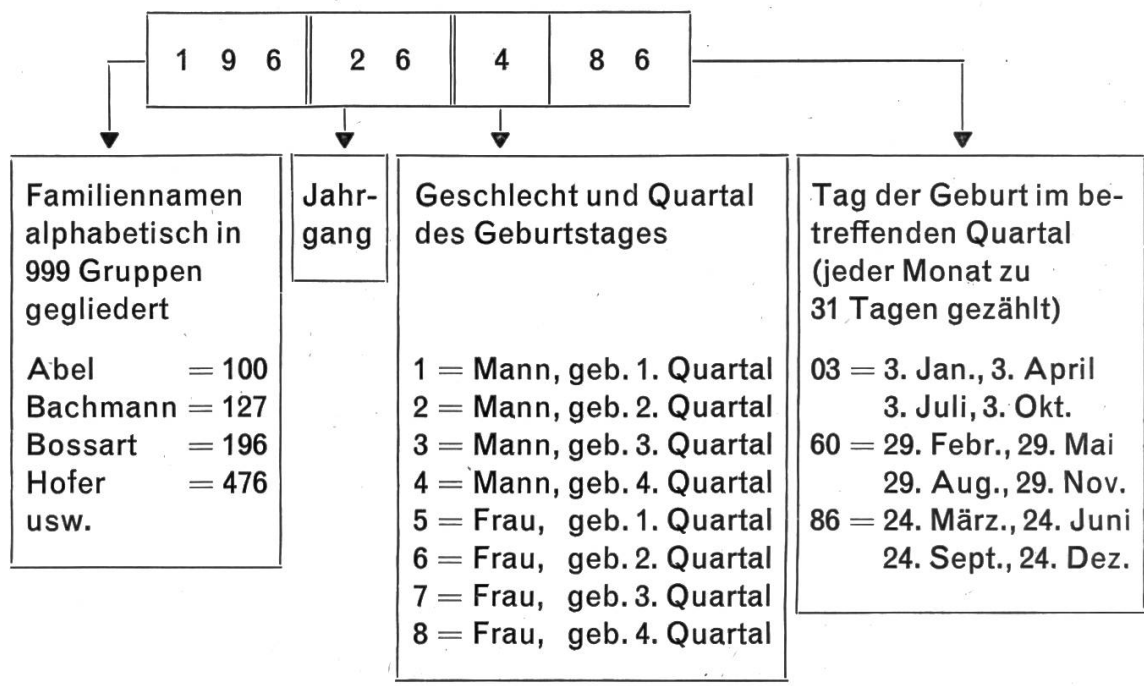 1 9 6 2 6 4 8 6
Familiennamen
alphabetisch in
999 Gruppen
gegliedert
Abel = 100
Bachmann = 127
Bossart = 196
Hofer = 476
usw.
Jahr-
gang
Geschlecht und Quartal
des Geburtstages
1 = Mann, geb. 1. Quartal
2 = Mann, geb. 2. Quartal
3 = Mann, geb. 3. Quartal
4 = Mann, geb. 4. Quartal
5 = Frau, geb. 1. Quartal
6 = Frau, geb. 2. Quartal
7 = Frau, geb. 3. Quartal
8 = Frau, geb. 4. Quartal
Tag der Geburt im be-
treffenden Quartal
(jeder Monat zu
31 Tagen gezählt)
03 = 3. Jan., 3. April
3. Juli, 3. Okt.
60 = 29. Febr., 29. Mai
29. Aug., 29. Nov.
86 = 24. März., 24. Juni
24. Sept., 24. Dez.